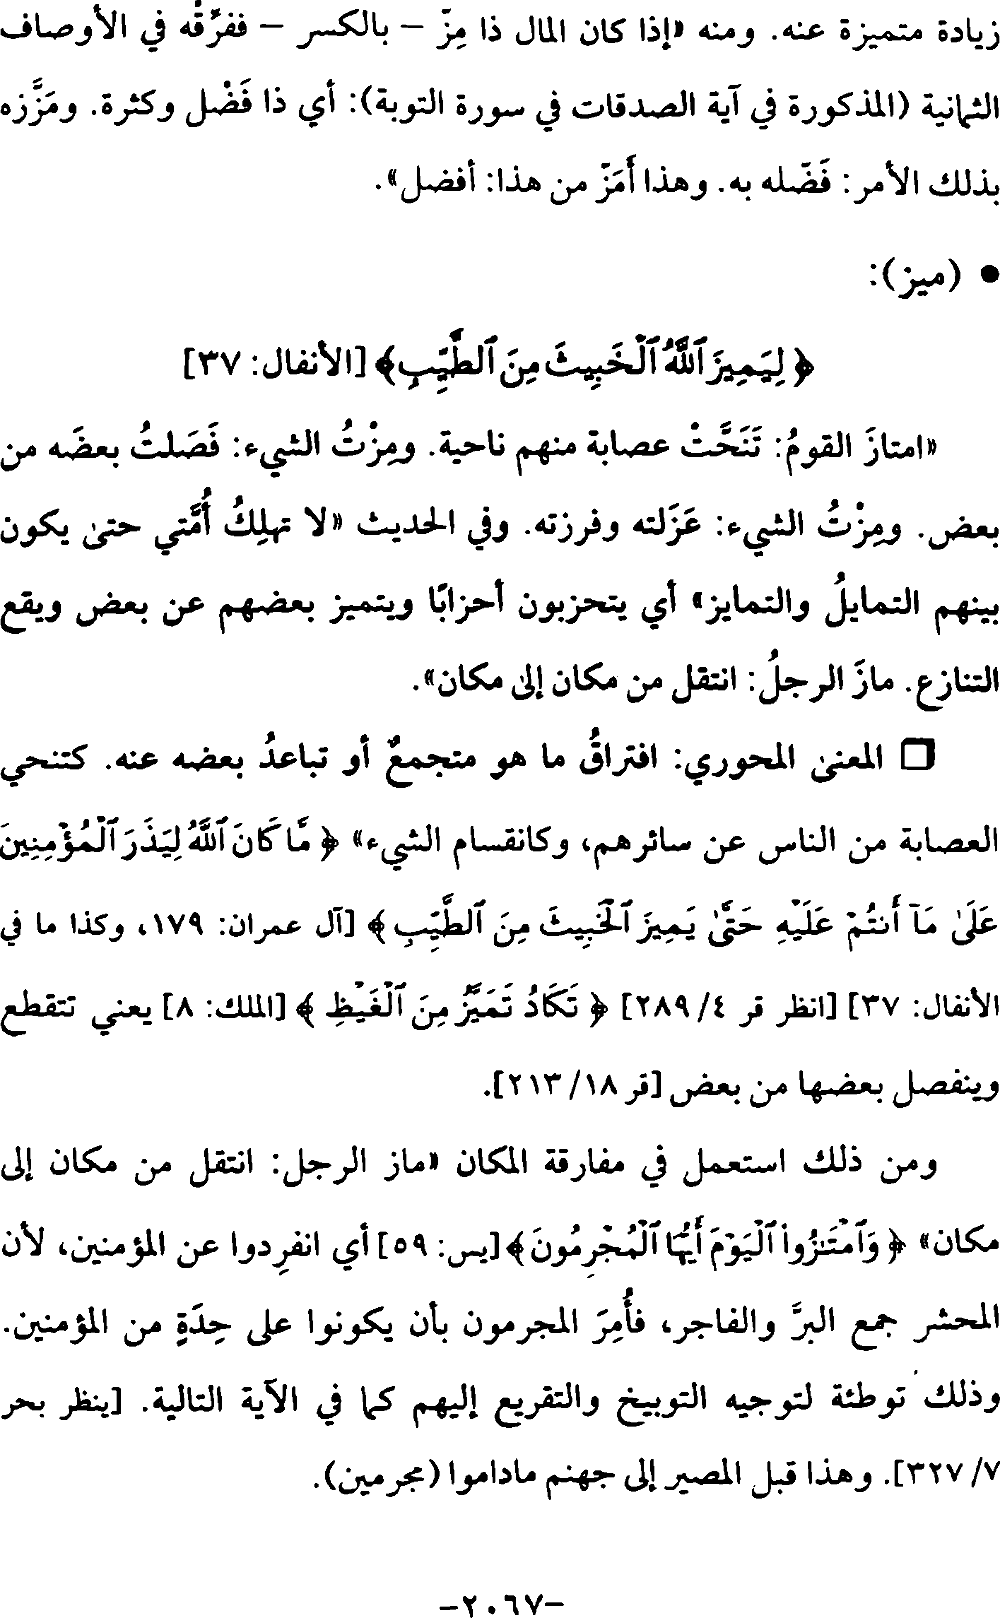 زيادة متميزة عنه. ومنه «إذا كان المال ذا مِزّ – بالكسر – ففرِّقْه في الأوصاف
الثمانية (المذكورة في آية الصدقات في سورة التوبة): أي ذا فَضْل وكثرة. ومَزَّزه
بذلك الأمر: فَضّله به. وهذا أَمَزّ من هذا: أفضل».
● (ميز):
﴿ لِيَمِيزَ ٱللَّهُ ٱلْخَبِيثَ مِنَ ٱلطَّيِّبِ ﴾ [الأنفال: ٣٧]
«امتازَ القومُ: تَنَحَّتْ عصابة منهم ناحية. ومِزْتُ الشيء: فَصَلتُ بعضَه من
بعض. ومِزْتُ الشيء: عَزَلته وفرزته. وفي الحديث «لا تهلِكُ أُمَّتي حتىٰ يكون
بينهم التمايلُ والتمايز» أي يتحزبون أحزابًا ويتميز بعضهم عن بعض ويقع
التنازع. مازَ الرجلُ: انتقل من مكان إلىٰ مكان».
❒ المعنىٰ المحوري: افتراقُ ما هو متجمعٌ أو تباعدُ بعضه عنه. كتنحي
العصابة من الناس عن سائرهم، وكانقسام الشيء» ﴿ مَّا كَانَ ٱللَّهُ لِيَذَرَ ٱلْمُؤْمِنِينَ
عَلَىٰ مَآ أَنتُمْ عَلَيْهِ حَتَّىٰ يَمِيزَ ٱلْخَبِيثَ مِنَ ٱلطَّيِّبِ ﴾ [آل عمران: ١٧٩، وكذا ما في
الأنفال: ٣٧] [انظر قر ٤/ ٢٨٩] ﴿ تَكَادُ تَمَيَّزُ مِنَ ٱلْغَيْظِ ﴾ [الملك: ٨] يعني تتقطع
وينفصل بعضها من بعض [قر ١٨/ ٢١٣].
ومن ذلك استعمل في مفارقة المكان «ماز الرجل: انتقل من مكان إلى
مكان» ﴿ وَٱمْتَٰزُوا۟ ٱلْيَوْمَ أَيُّهَا ٱلْمُجْرِمُونَ ﴾ [يس: ٥٩] أي انفرِدوا عن المؤمنين، لأن
المحشر جمع البرَّ والفاجر، فأُمِرَ المجرمون بأن يكونوا على حِدَةٍ من المؤمنين.
وذلك توطئة لتوجيه التوبيخ والتقريع إليهم كما في الآية التالية. [ينظر بحر
٧/ ٣٢٧]. وهذا قبل المصير إلى جهنم ماداموا (مجرمين).
-٢٠٦٧-